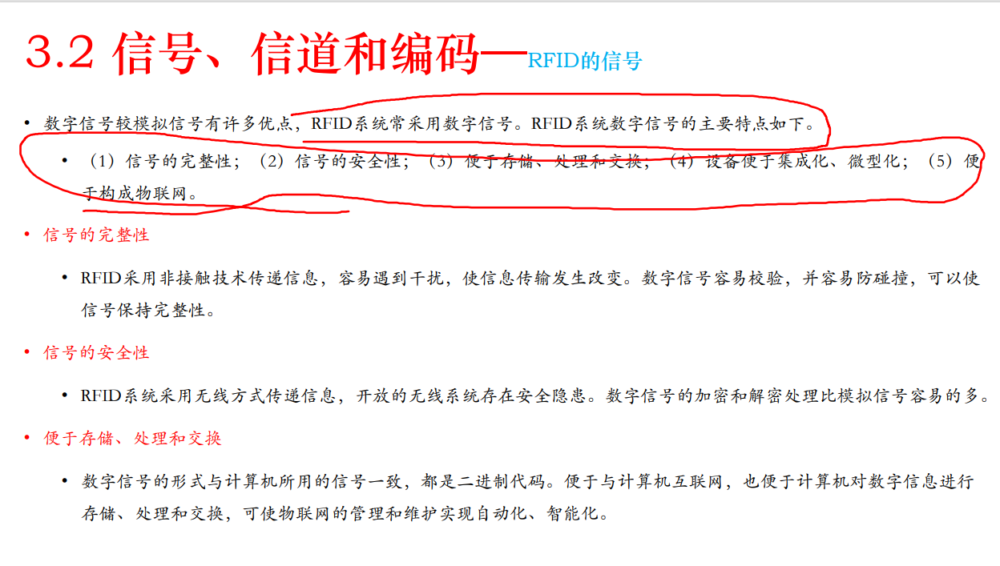 3.2 信号、信道和编码—RFID的信号
• 数字信号较模拟信号有许多优点，RFID系统常采用数字信号。RFID系统数字信号的主要特点如下。
• （1）信号的完整性；（2）信号的安全性；（3）便于存储、处理和交换；（4）设备便于集成化、微型化；（5）便
于构成物联网。
• 信号的完整性
• RFID采用非接触技术传递信息，容易遇到干扰，使信息传输发生改变。数字信号容易校验，并容易防碰撞，可以使
信号保持完整性。
• 信号的安全性
• RFID系统采用无线方式传递信息，开放的无线系统存在安全隐患。数字信号的加密和解密处理比模拟信号容易的多。
• 便于存储、处理和交换
• 数字信号的形式与计算机所用的信号一致，都是二进制代码。便于与计算机互联网，也便于计算机对数字信息进行
存储、处理和交换，可使物联网的管理和维护实现自动化、智能化。